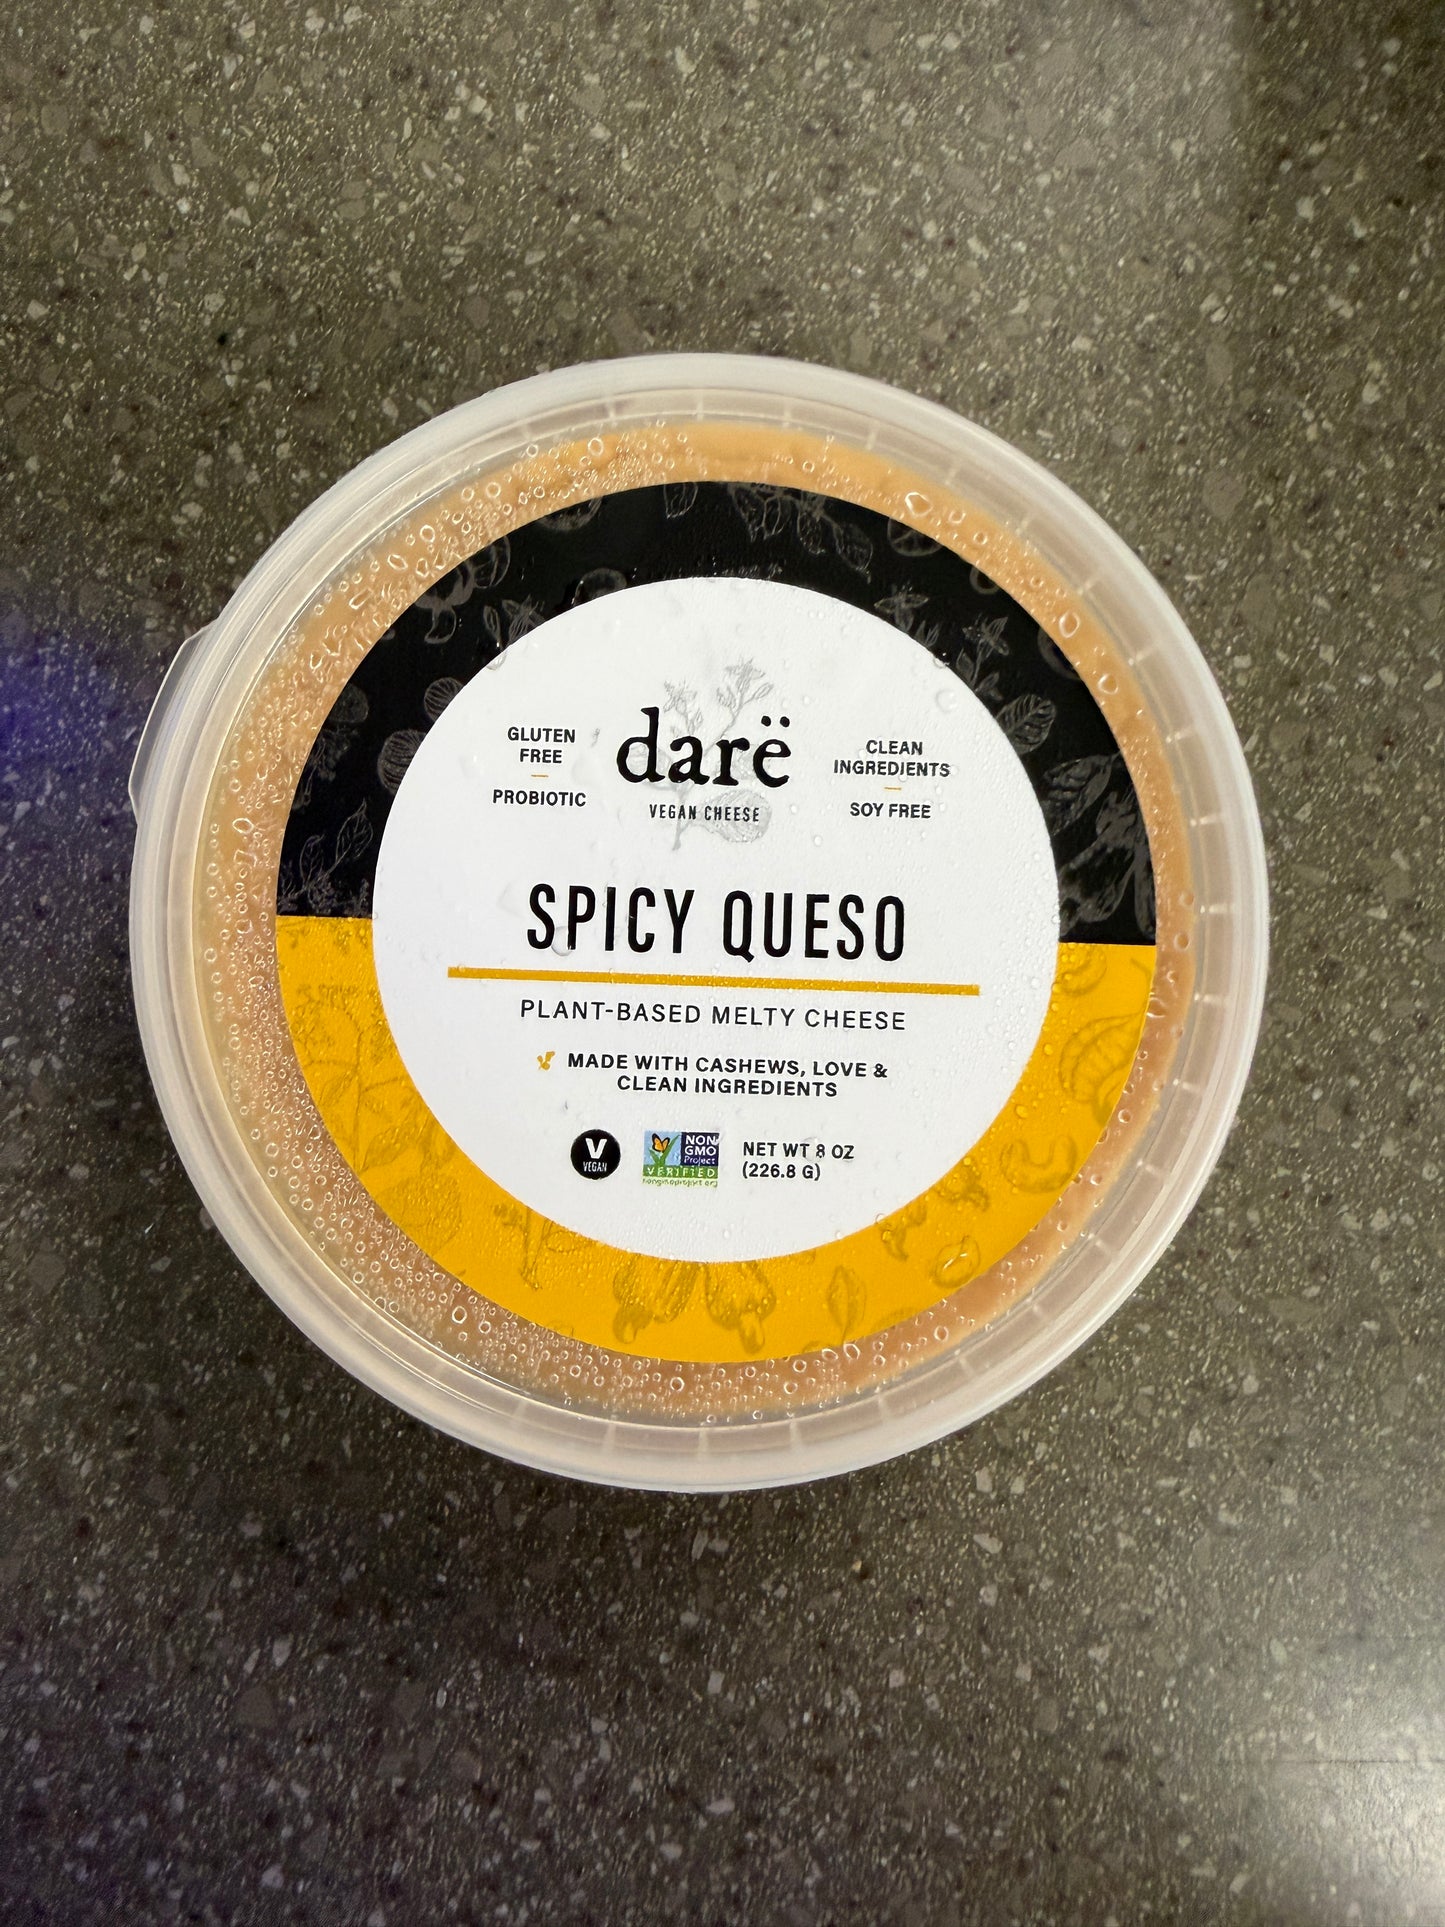 GLUTEN
FREE
PROBIOTIC
darë
VEGAN CHEESE
CLEAN
INGREDIENTS
SOY FREE
SPICY QUESO
PLANT-BASED MELTY CHEESE
MADE WITH CASHEWS, LOVE &
CLEAN INGREDIENTS
V
VEGAN
NON
GMO
Project
VERIFIED
nongmoproject.org
NET WT 8 OZ
(226.8 G)